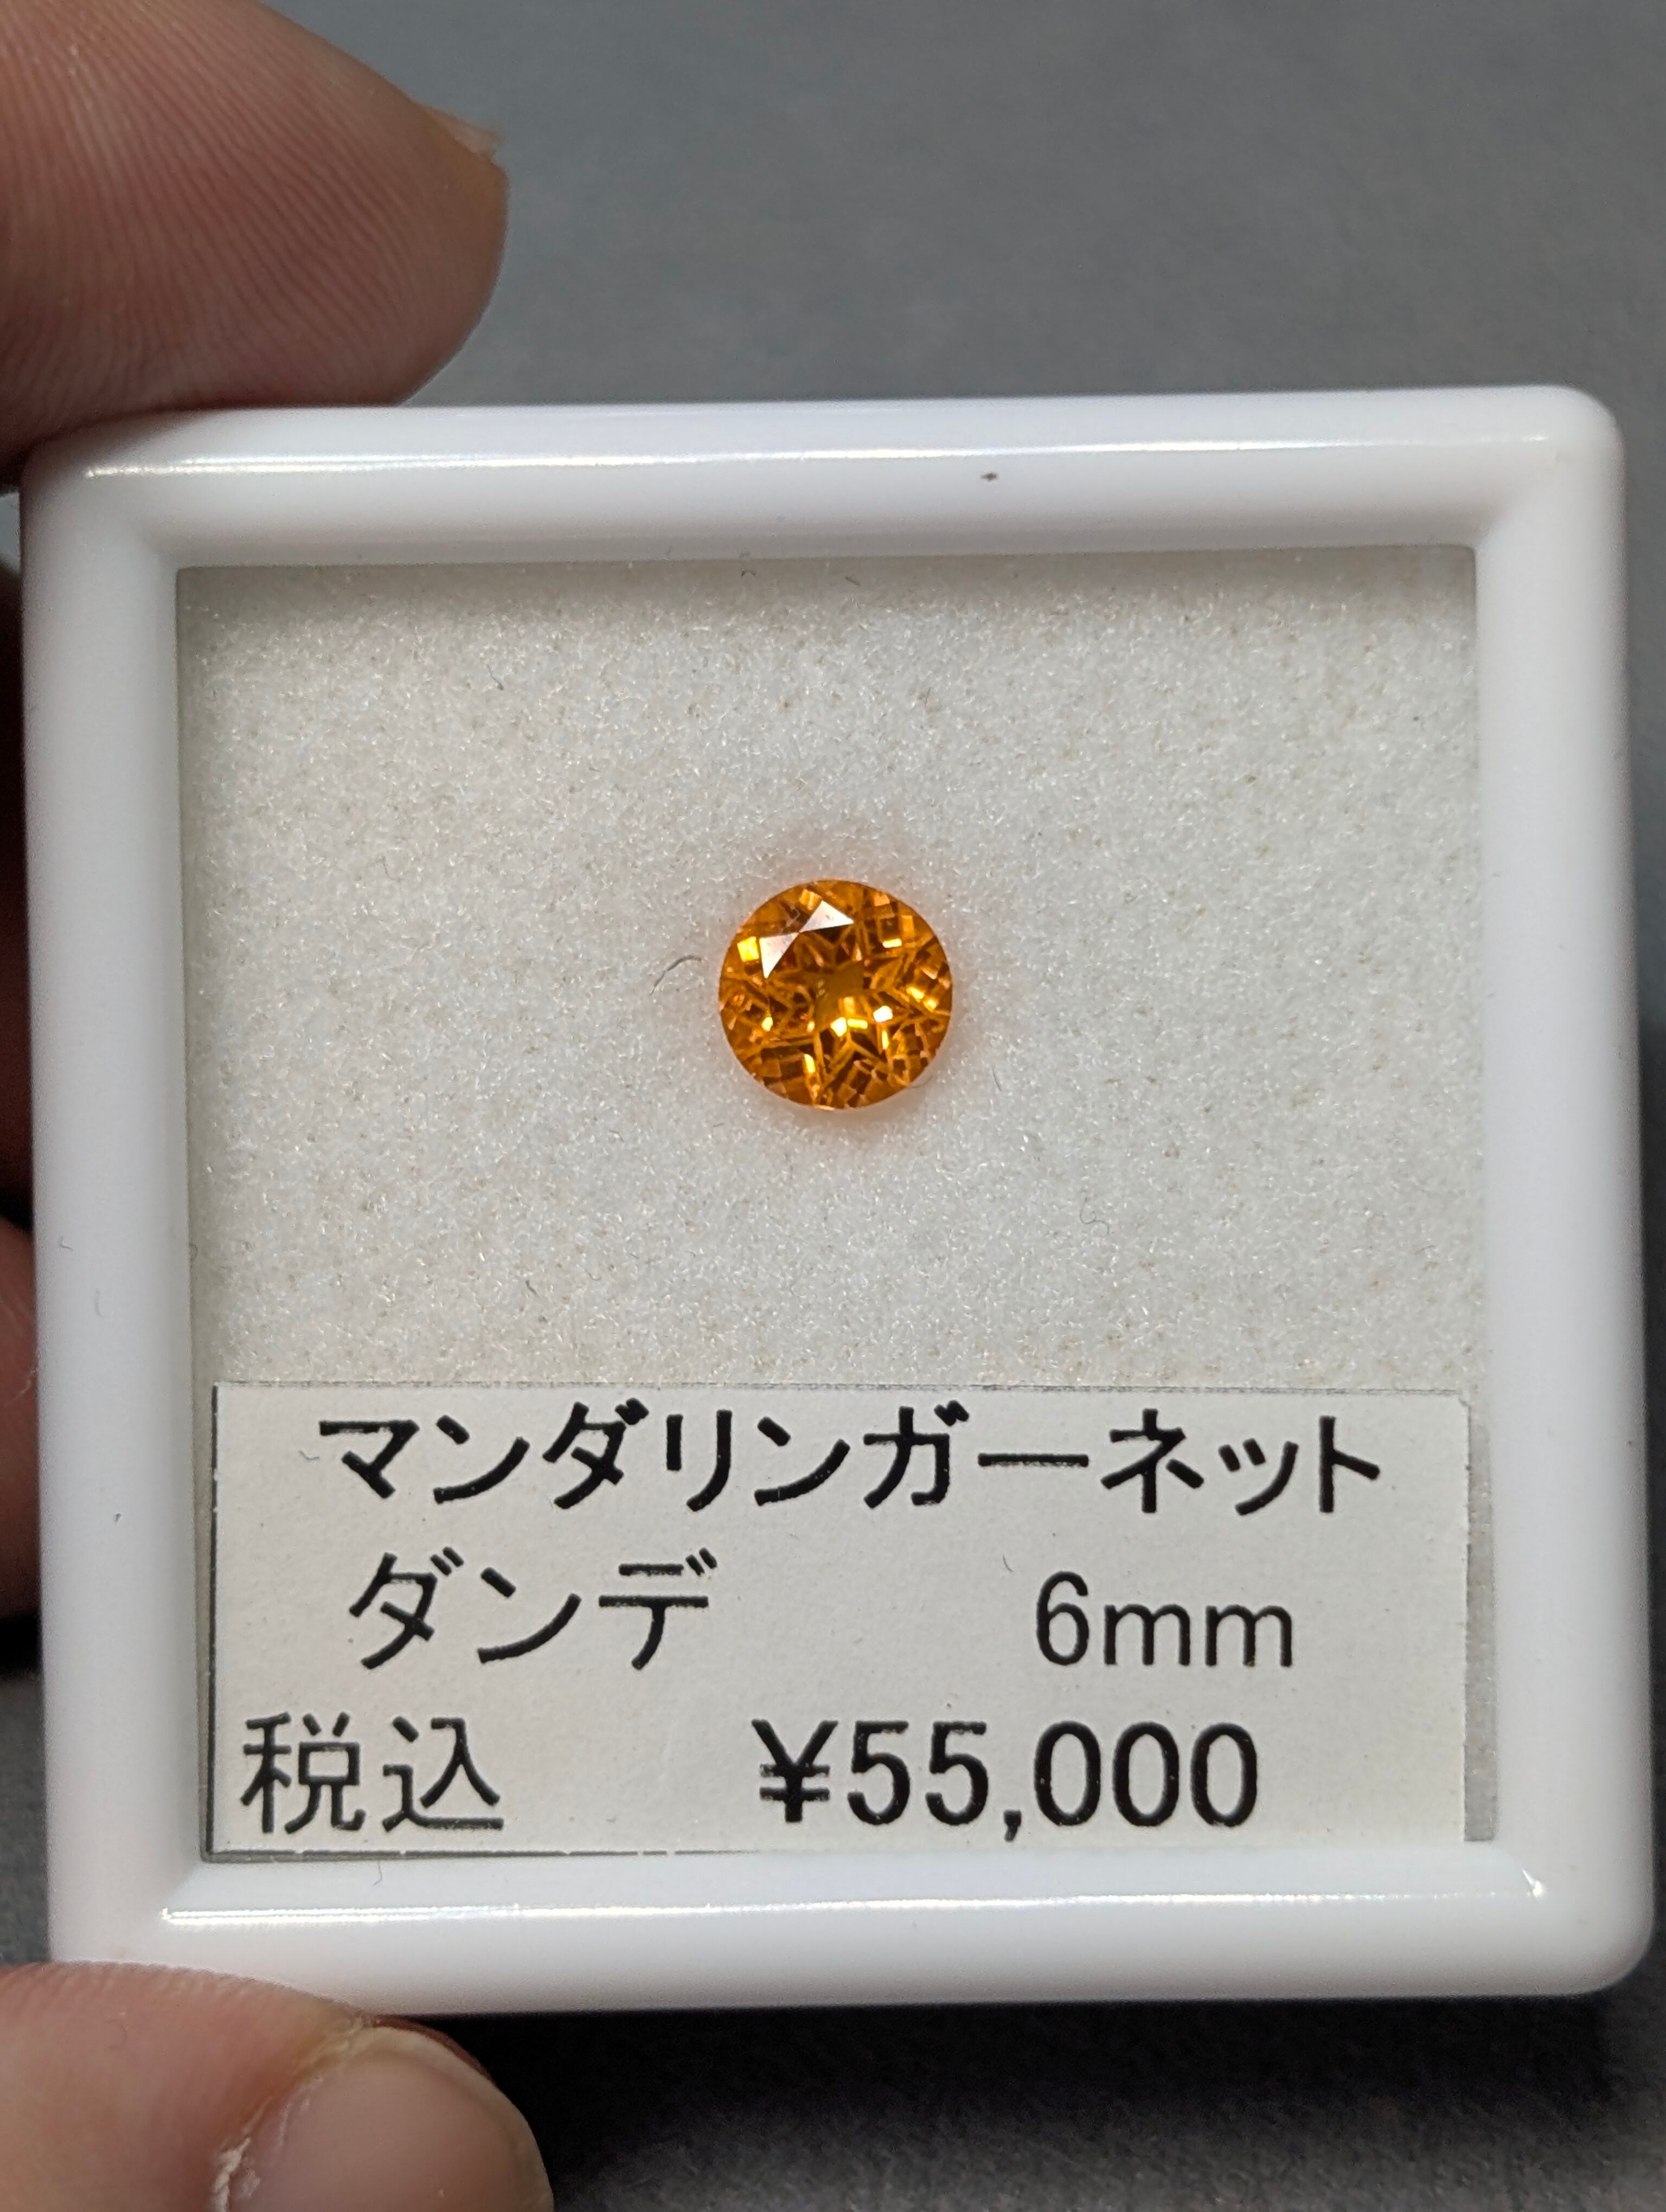 マンダリンガーネット
ダンデ 6mm
税込 ¥55,000